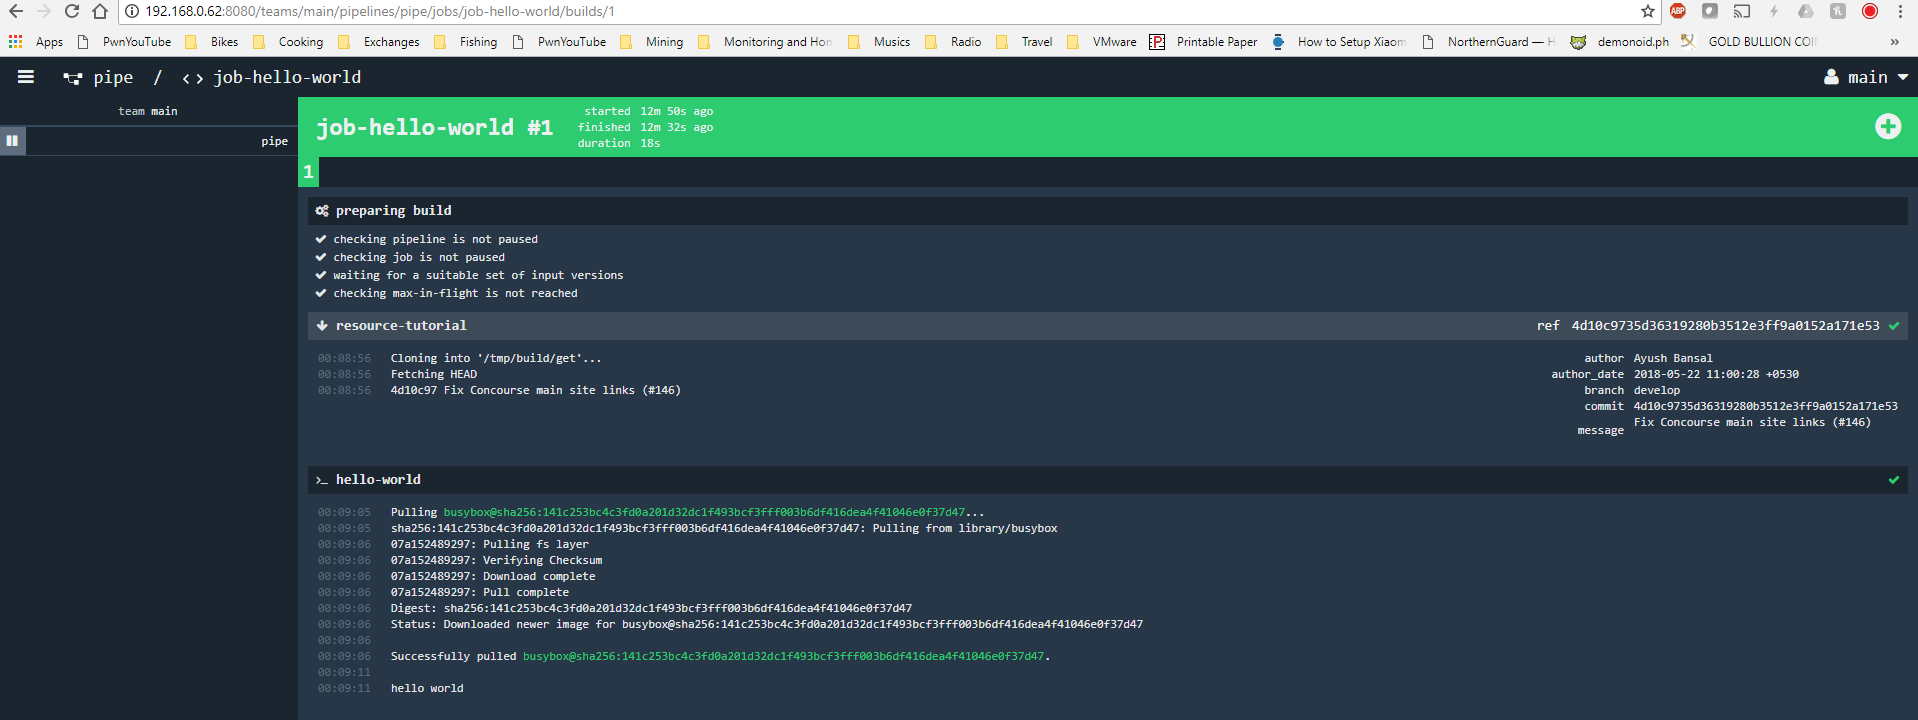 192.168.0.62:8080/teams/main/pipelines/pipe/jobs/job-hello-world/builds/1
Apps PwnYouTube Bikes Cooking Exchanges Fishing PwnYouTube Mining Monitoring and Hom Musics Radio Travel VMware Printable Paper How to Setup Xiaom NorthernGuard — H demonoid.ph GOLD BULLION COI »
pipe / < > job-hello-world main
team main
pipe
job-hello-world #1
started 12m 50s ago
finished 12m 32s ago
duration 18s
1
preparing build
checking pipeline is not paused
checking job is not paused
waiting for a suitable set of input versions
checking max-in-flight is not reached
resource-tutorial ref 4d10c9735d36319280b3512e3ff9a0152a171e53
00:08:56 Cloning into '/tmp/build/get'...
00:08:56 Fetching HEAD
00:08:56 4d10c97 Fix Concourse main site links (#146)
author Ayush Bansal
author_date 2018-05-22 11:00:28 +0530
branch develop
commit 4d10c9735d36319280b3512e3ff9a0152a171e53
message Fix Concourse main site links (#146)
>_ hello-world
00:09:05 Pulling busybox@sha256:141c253bc4c3fd0a201d32dc1f493bcf3fff003b6df416dea4f41046e0f37d47...
00:09:05 sha256:141c253bc4c3fd0a201d32dc1f493bcf3fff003b6df416dea4f41046e0f37d47: Pulling from library/busybox
00:09:06 07a152489297: Pulling fs layer
00:09:06 07a152489297: Verifying Checksum
00:09:06 07a152489297: Download complete
00:09:06 07a152489297: Pull complete
00:09:06 Digest: sha256:141c253bc4c3fd0a201d32dc1f493bcf3fff003b6df416dea4f41046e0f37d47
00:09:06 Status: Downloaded newer image for busybox@sha256:141c253bc4c3fd0a201d32dc1f493bcf3fff003b6df416dea4f41046e0f37d47
00:09:06
00:09:06 Successfully pulled busybox@sha256:141c253bc4c3fd0a201d32dc1f493bcf3fff003b6df416dea4f41046e0f37d47.
00:09:11
00:09:11 hello world